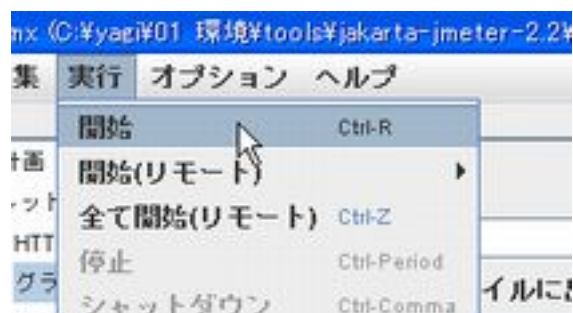 mx (C:¥yagi¥01 環境¥tools¥jakarta-jmeter-2.2¥
集 実行 オプション ヘルプ
開始 Ctrl-R
計画
開始(リモート)
ット
全て開始(リモート) Ctrl-Z
HTT
停止 Ctrl-Period
グラ
イルに出
シャットダウン Ctrl-Comma